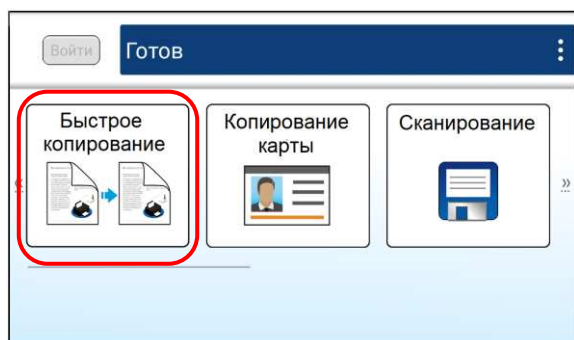 Войти
Готов
Быстрое
копирование
Копирование
карты
Сканирование
«
»